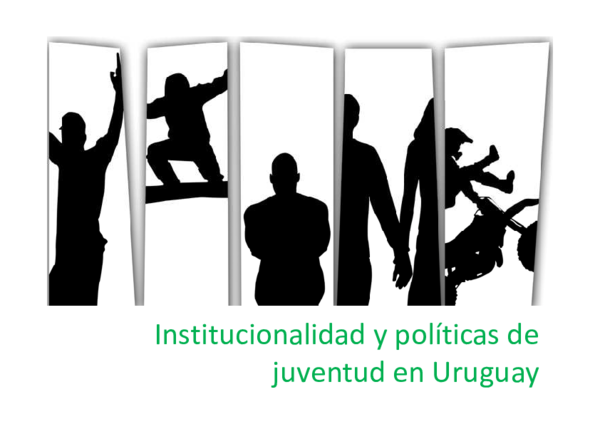 Institucionalidad y políticas de
juventud en Uruguay